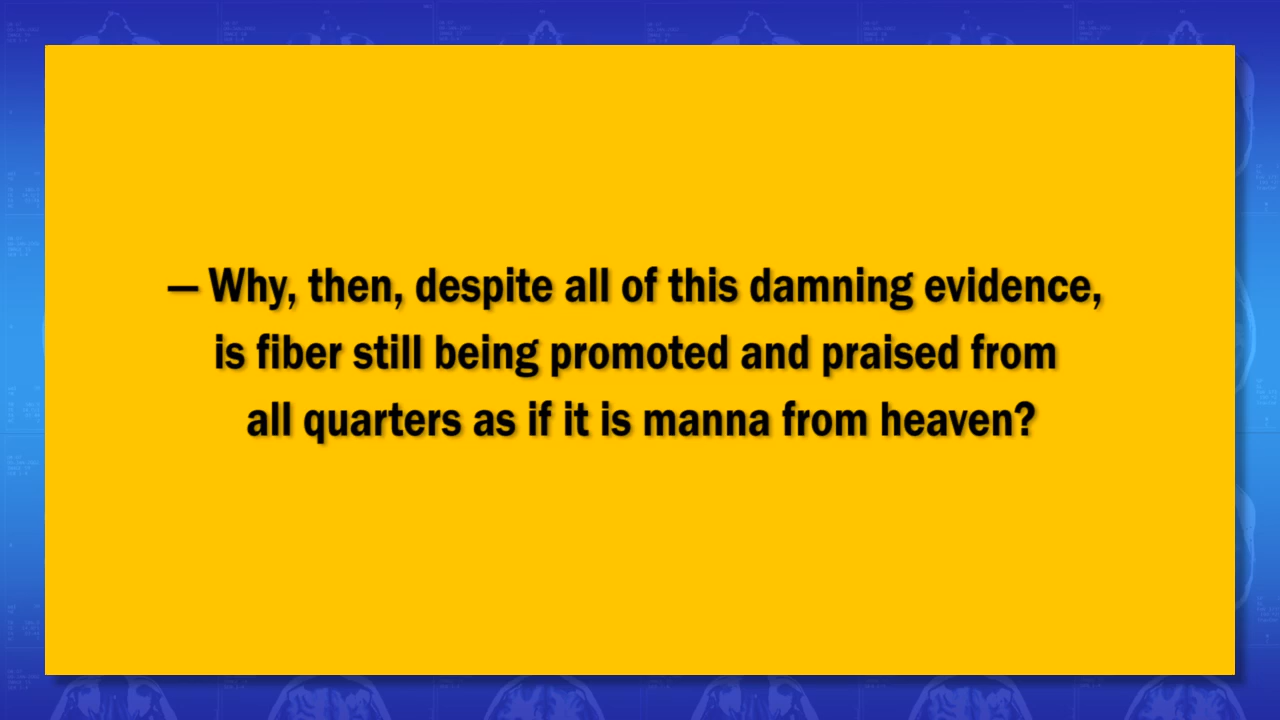 — Why, then, despite all of this damning evidence,
is fiber still being promoted and praised from
all quarters as if it is manna from heaven?